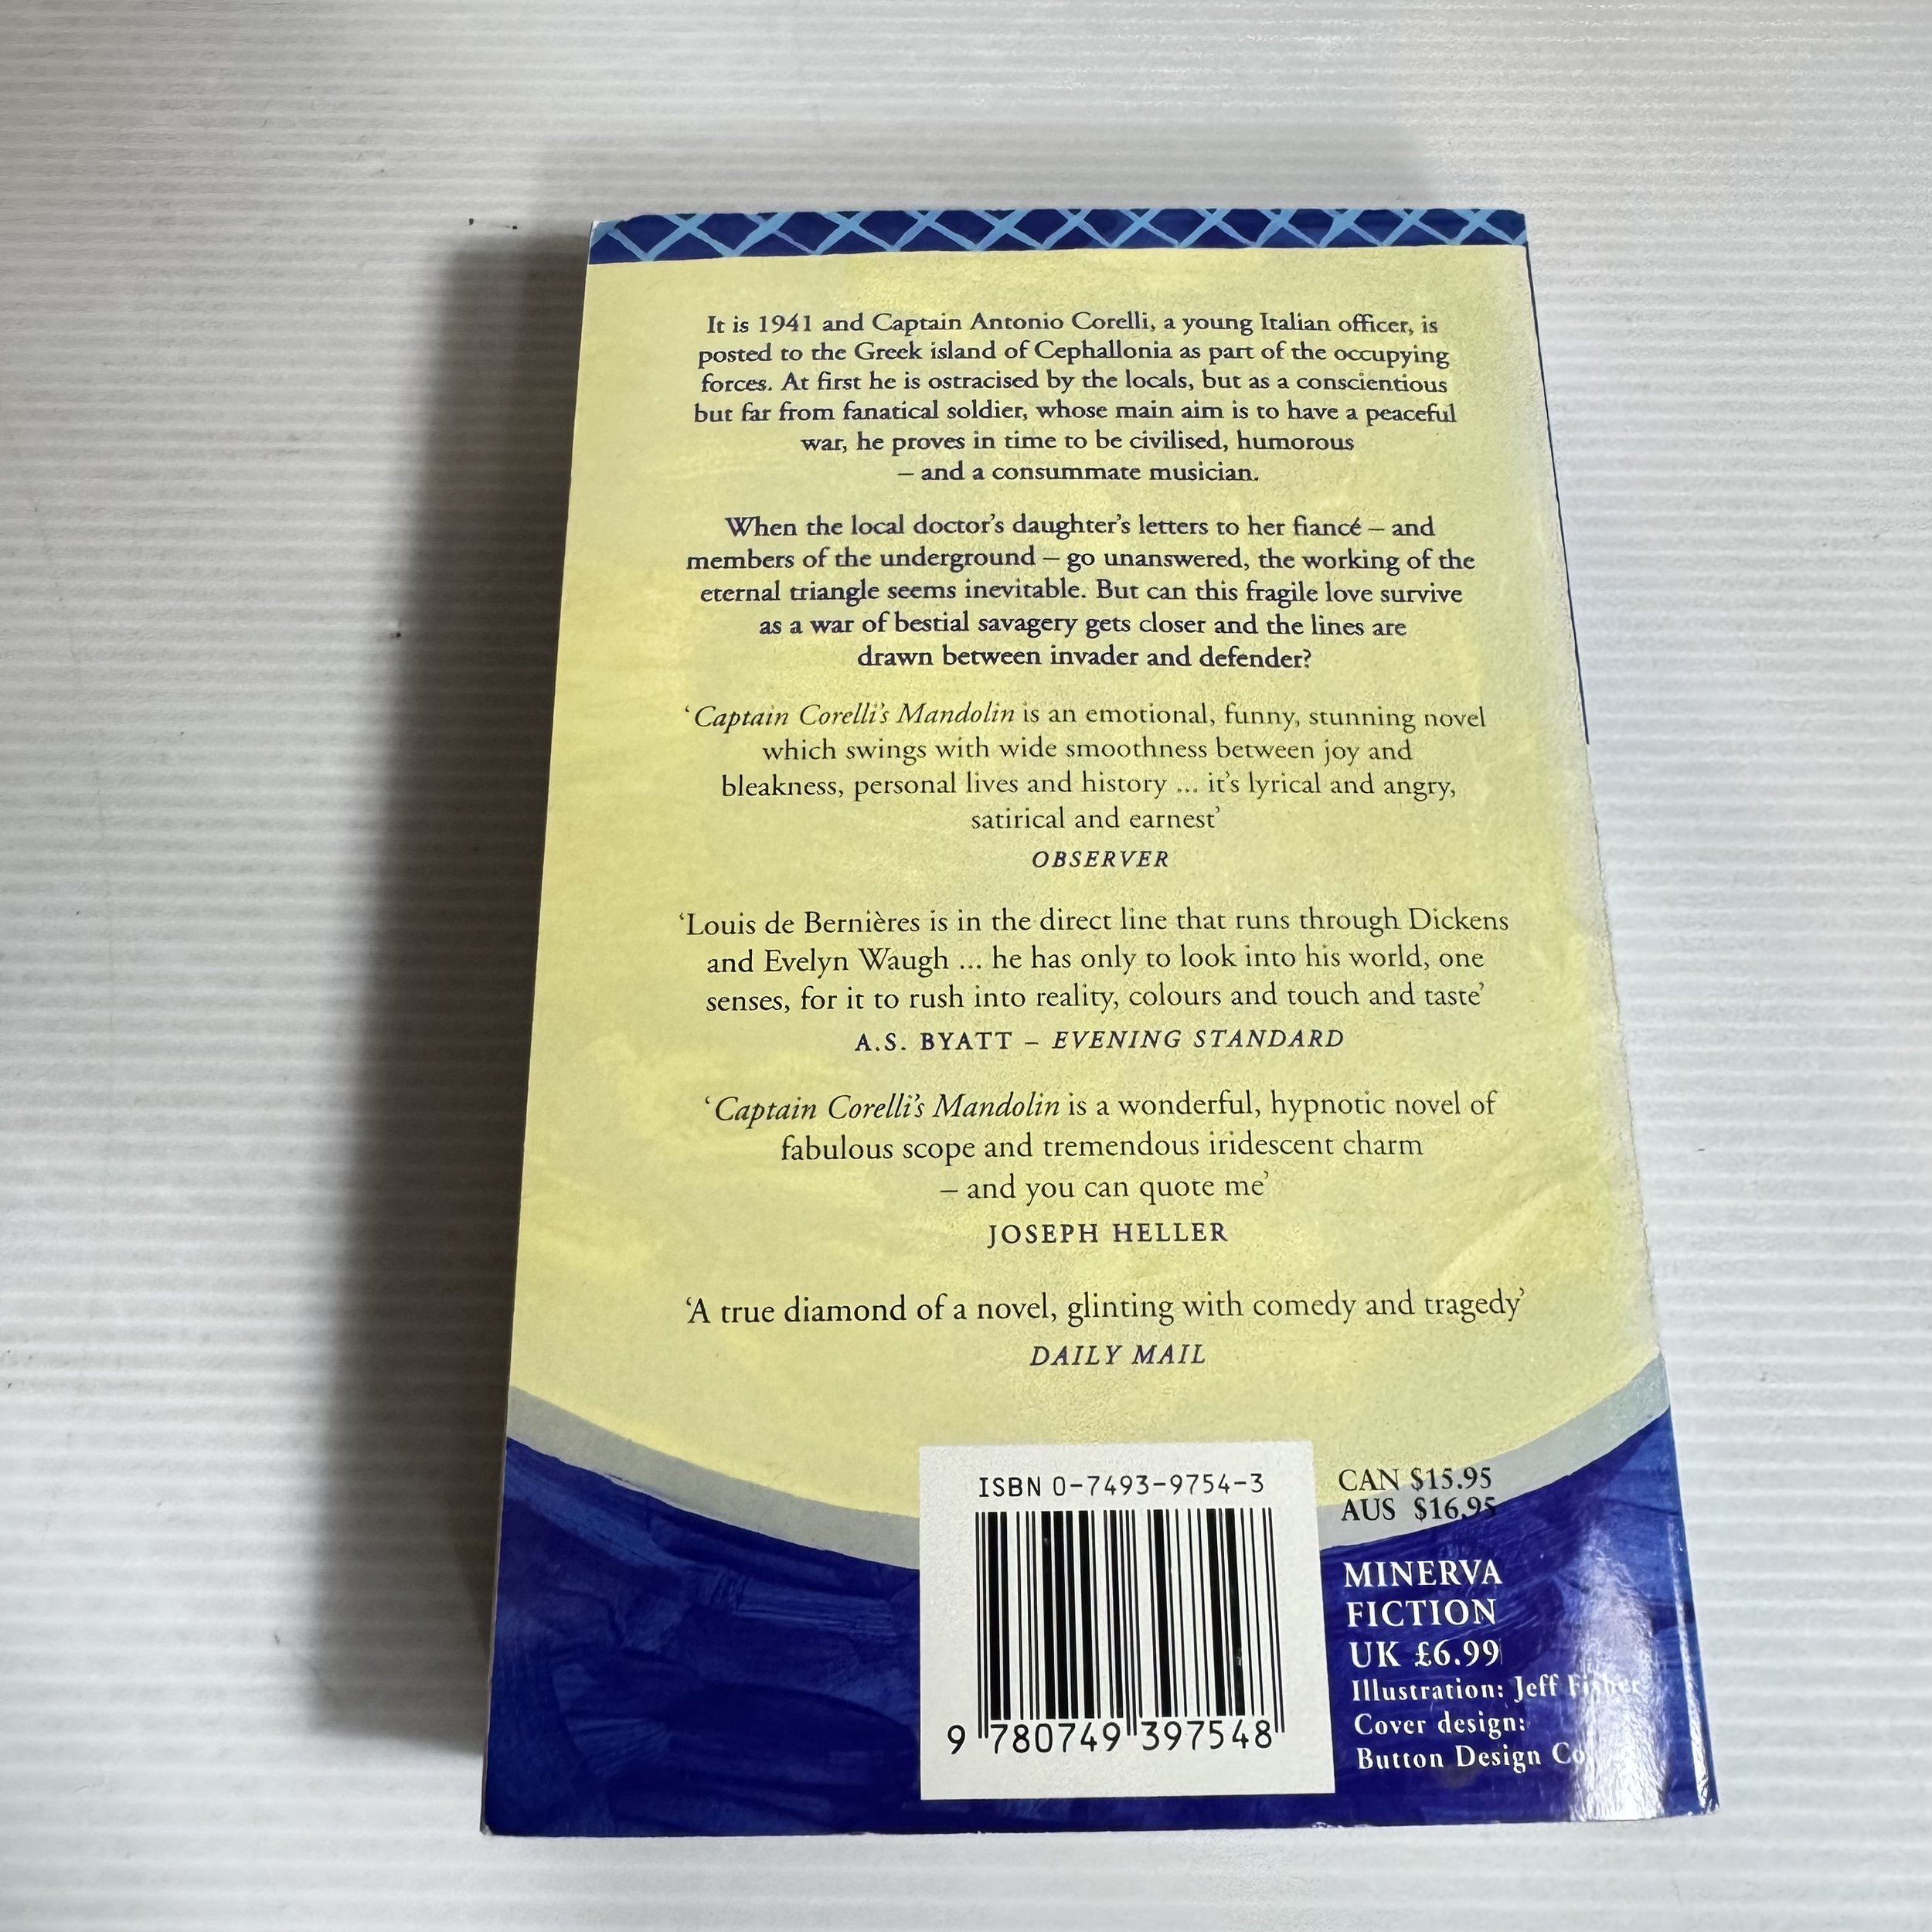 It is 1941 and Captain Antonio Corelli, a young Italian officer, is
posted to the Greek island of Cephallonia as part of the occupying
forces. At first he is ostracised by the locals, but as a conscientious
but far from fanatical soldier, whose main aim is to have a peaceful
war, he proves in time to be civilised, humorous
– and a consummate musician.
When the local doctor's daughter's letters to her fiancé – and
members of the underground – go unanswered, the working of the
eternal triangle seems inevitable. But can this fragile love survive
as a war of bestial savagery gets closer and the lines are
drawn between invader and defender?
‘Captain Corelli's Mandolin is an emotional, funny, stunning novel
which swings with wide smoothness between joy and
bleakness, personal lives and history ... it's lyrical and angry,
satirical and earnest’
OBSERVER
‘Louis de Bernières is in the direct line that runs through Dickens
and Evelyn Waugh ... he has only to look into his world, one
senses, for it to rush into reality, colours and touch and taste’
A.S. BYATT – EVENING STANDARD
‘Captain Corelli's Mandolin is a wonderful, hypnotic novel of
fabulous scope and tremendous iridescent charm
– and you can quote me’
JOSEPH HELLER
‘A true diamond of a novel, glinting with comedy and tragedy’
DAILY MAIL
ISBN 0-7493-9754-3
9 780749 397548
CAN $15.95
AUS $16.95
MINERVA
FICTION
UK £6.99
Illustration: Jeff Fisher
Cover design:
Button Design Co